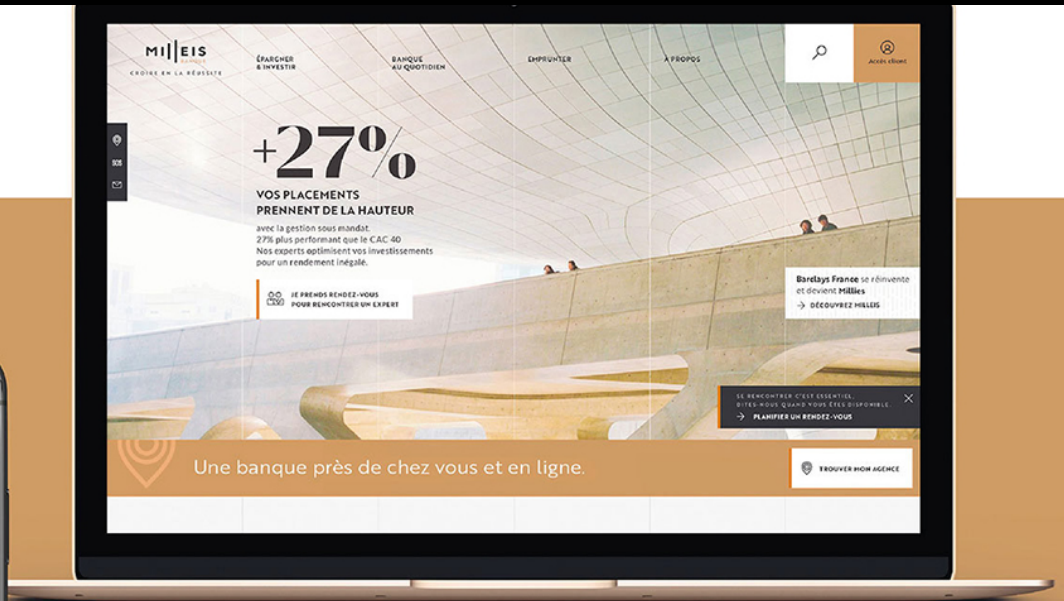 MILLEIS
BANQUE
CROIRE EN LA RÉUSSITE
ÉPARGNER
& INVESTIR
BANQUE
AU QUOTIDIEN
EMPRUNTER
À PROPOS
Accès client
SOS
+27%
VOS PLACEMENTS
PRENNENT DE LA HAUTEUR
avec la gestion sous mandat.
27% plus performant que le CAC 40
Nos experts optimisent vos investissements
pour un rendement inégalé.
JE PRENDS RENDEZ-VOUS
POUR RENCONTRER UN EXPERT
Barclays France se réinvente
et devient Millies
→ DÉCOUVREZ MILLEIS
SE RENCONTRER C'EST ESSENTIEL,
DITES-NOUS QUAND VOUS ÊTES DISPONIBLE.
→ PLANIFIER UN RENDEZ-VOUS
Une banque près de chez vous et en ligne.
TROUVER MON AGENCE